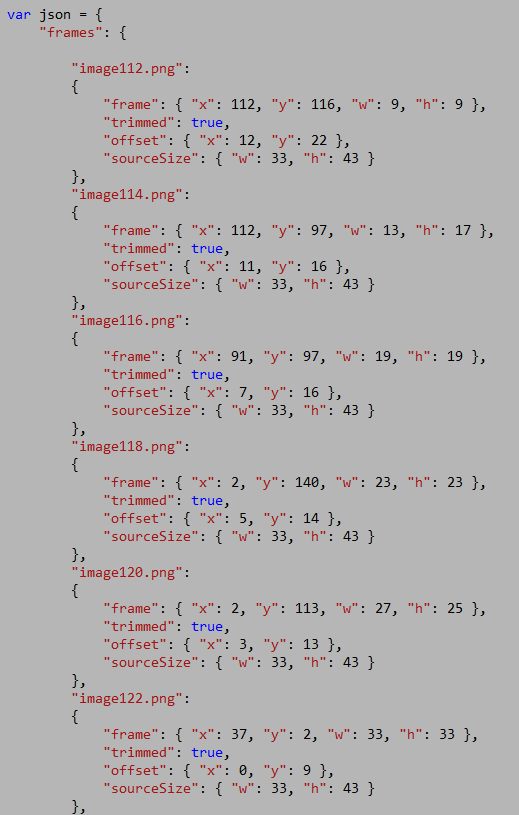 var json = {
"frames": {
"image112.png":
{
"frame": { "x": 112, "y": 116, "w": 9, "h": 9 },
"trimmed": true,
"offset": { "x": 12, "y": 22 },
"sourceSize": { "w": 33, "h": 43 }
},
"image114.png":
{
"frame": { "x": 112, "y": 97, "w": 13, "h": 17 },
"trimmed": true,
"offset": { "x": 11, "y": 16 },
"sourceSize": { "w": 33, "h": 43 }
},
"image116.png":
{
"frame": { "x": 91, "y": 97, "w": 19, "h": 19 },
"trimmed": true,
"offset": { "x": 7, "y": 16 },
"sourceSize": { "w": 33, "h": 43 }
},
"image118.png":
{
"frame": { "x": 2, "y": 140, "w": 23, "h": 23 },
"trimmed": true,
"offset": { "x": 5, "y": 14 },
"sourceSize": { "w": 33, "h": 43 }
},
"image120.png":
{
"frame": { "x": 2, "y": 113, "w": 27, "h": 25 },
"trimmed": true,
"offset": { "x": 3, "y": 13 },
"sourceSize": { "w": 33, "h": 43 }
},
"image122.png":
{
"frame": { "x": 37, "y": 2, "w": 33, "h": 33 },
"trimmed": true,
"offset": { "x": 0, "y": 9 },
"sourceSize": { "w": 33, "h": 43 }
},